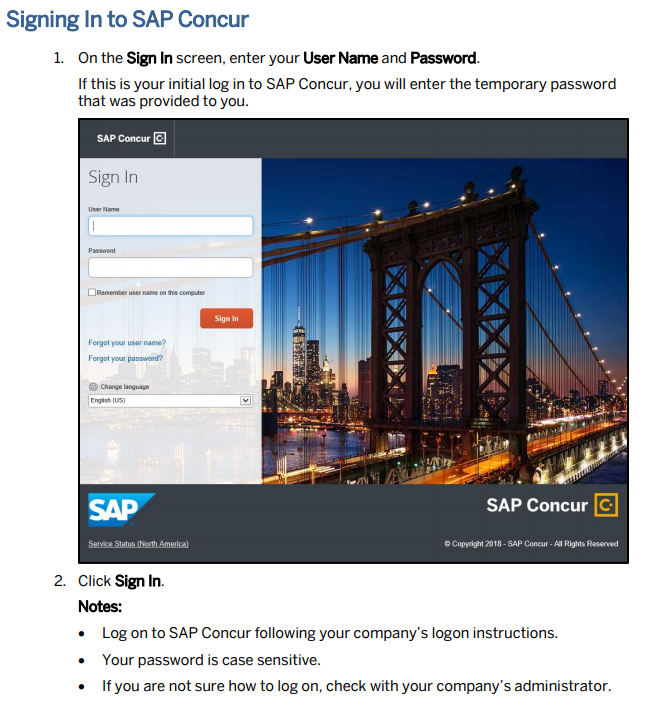 Signing In to SAP Concur
1. On the Sign In screen, enter your User Name and Password.
If this is your initial log in to SAP Concur, you will enter the temporary password
that was provided to you.
SAP Concur C
Sign In
User Name
Password
Remember user name on this computer
Sign In
Forgot your user name?
Forgot your password?
Change language
English (US)
SAP
SAP Concur C
Service Status (North America)
© Copyright 2018 - SAP Concur - All Rights Reserved
2. Click Sign In.
Notes:
• Log on to SAP Concur following your company's logon instructions.
• Your password is case sensitive.
• If you are not sure how to log on, check with your company's administrator.